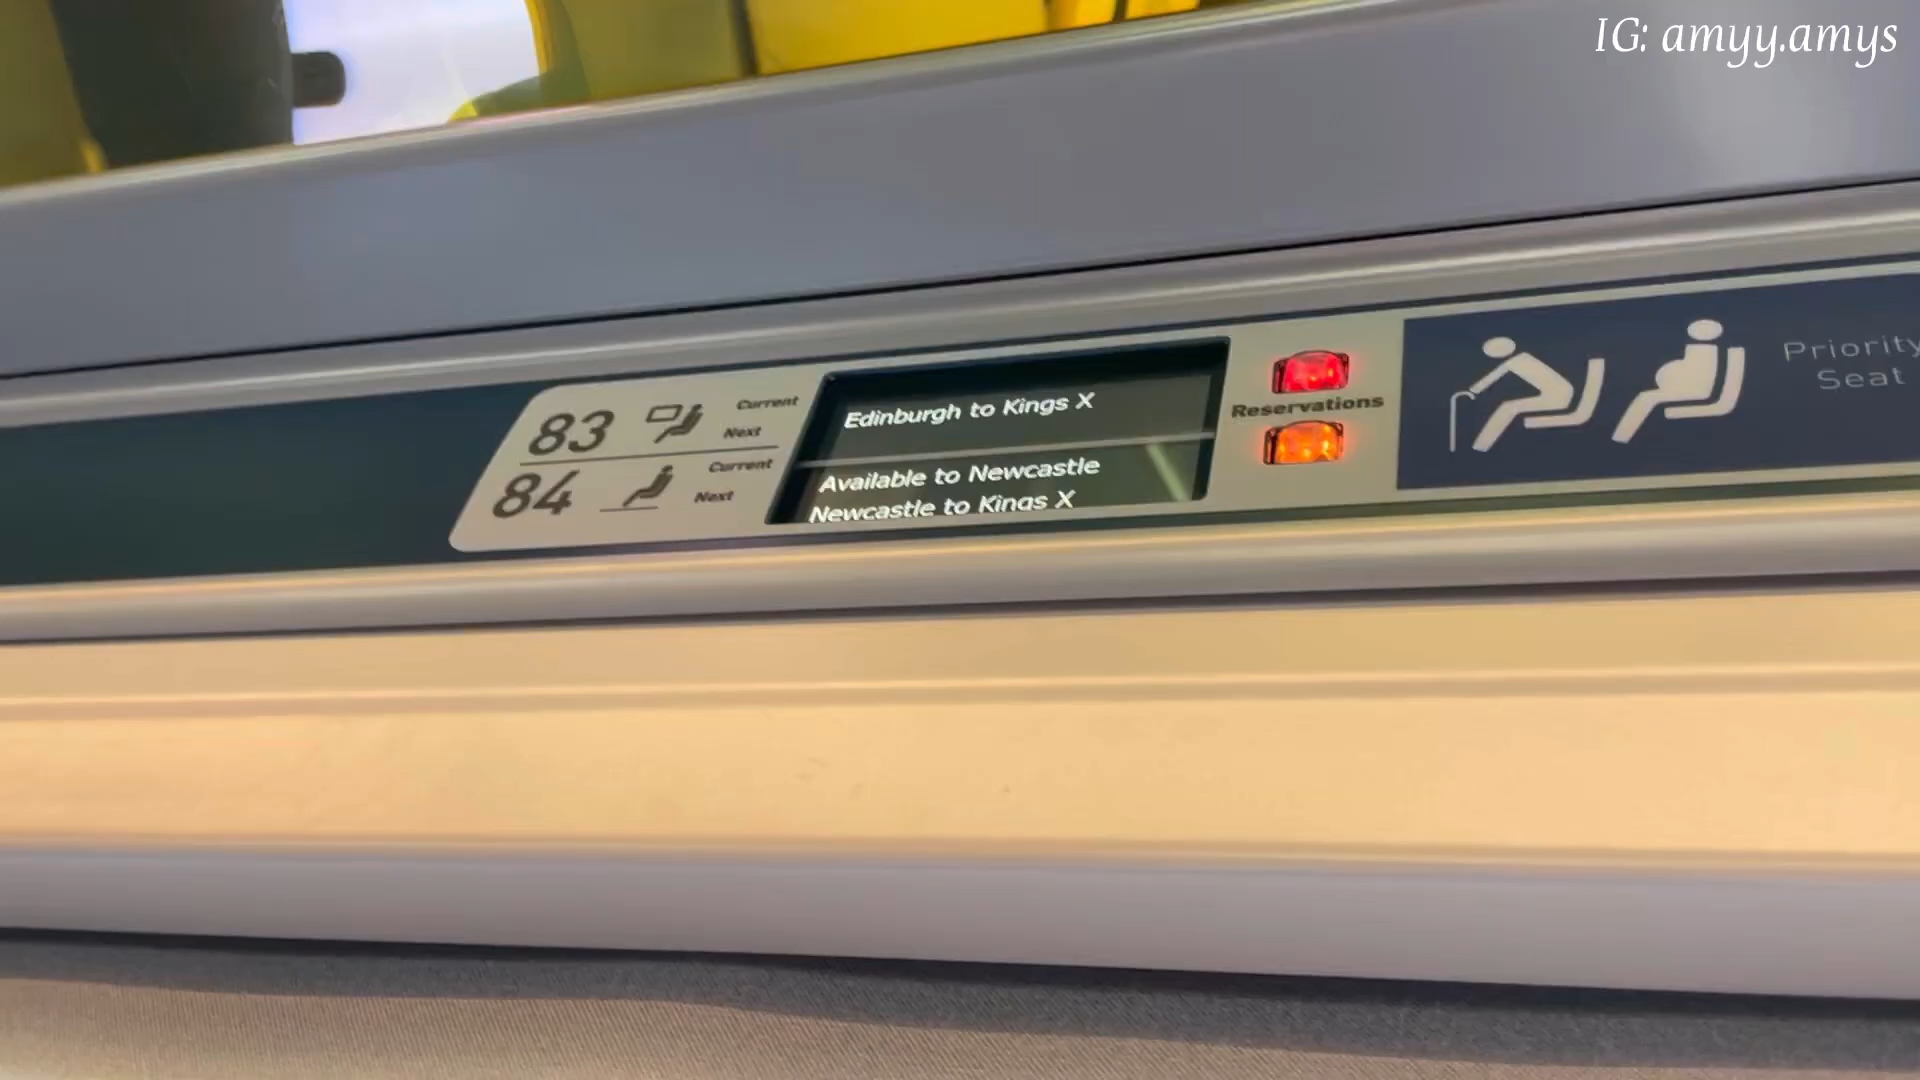 IG: amyy.amys
83 Current
Next
84 Current
Next
Edinburgh to Kings X
Available to Newcastle
Newcastle to Kings X
Reservations
Priority
Seat